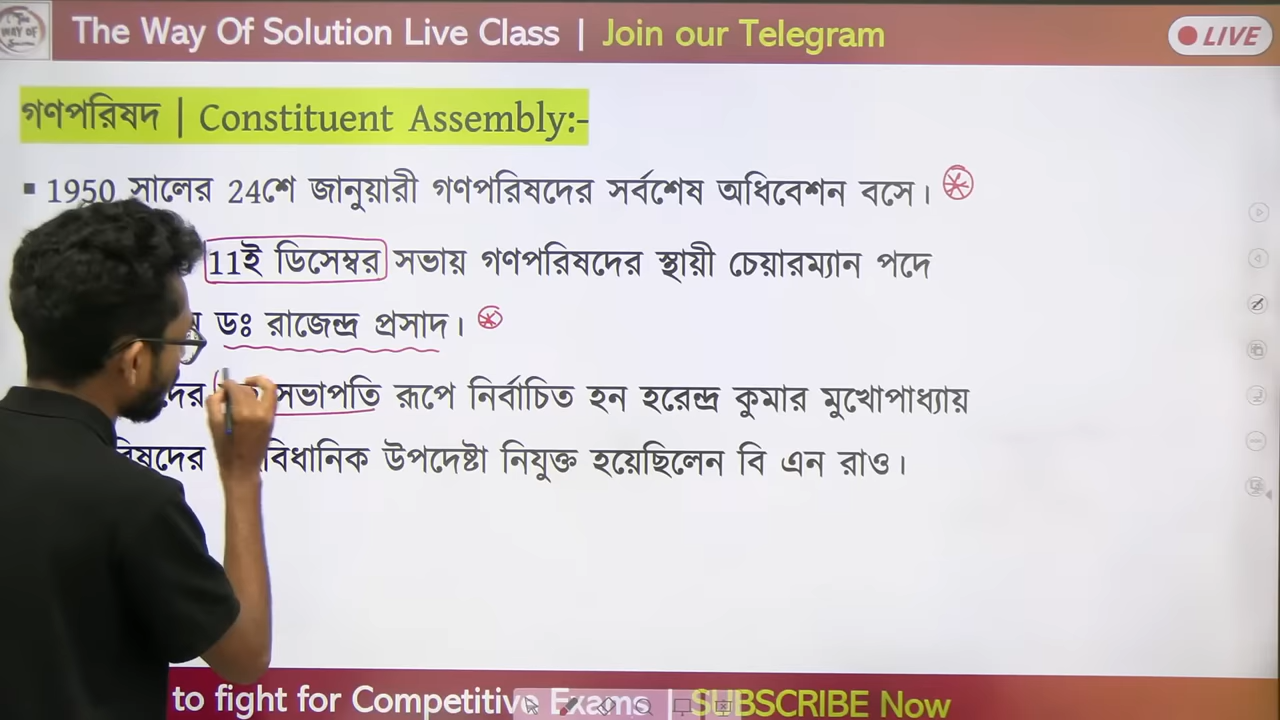 The Way Of Solution Live Class | Join our Telegram
LIVE
গণপরিষদ | Constituent Assembly:-
▪ 1950 সালের 24শে জানুয়ারী গণপরিষদের সর্বশেষ অধিবেশন বসে।
11ই ডিসেম্বর সভায় গণপরিষদের স্থায়ী চেয়ারম্যান পদে
ডঃ রাজেন্দ্র প্রসাদ।
সভাপতি রূপে নির্বাচিত হন হরেন্দ্র কুমার মুখোপাধ্যায়
উপদেষ্টা নিযুক্ত হয়েছিলেন বি এন রাও।
to fight for Competitive Exams | SUBSCRIBE Now